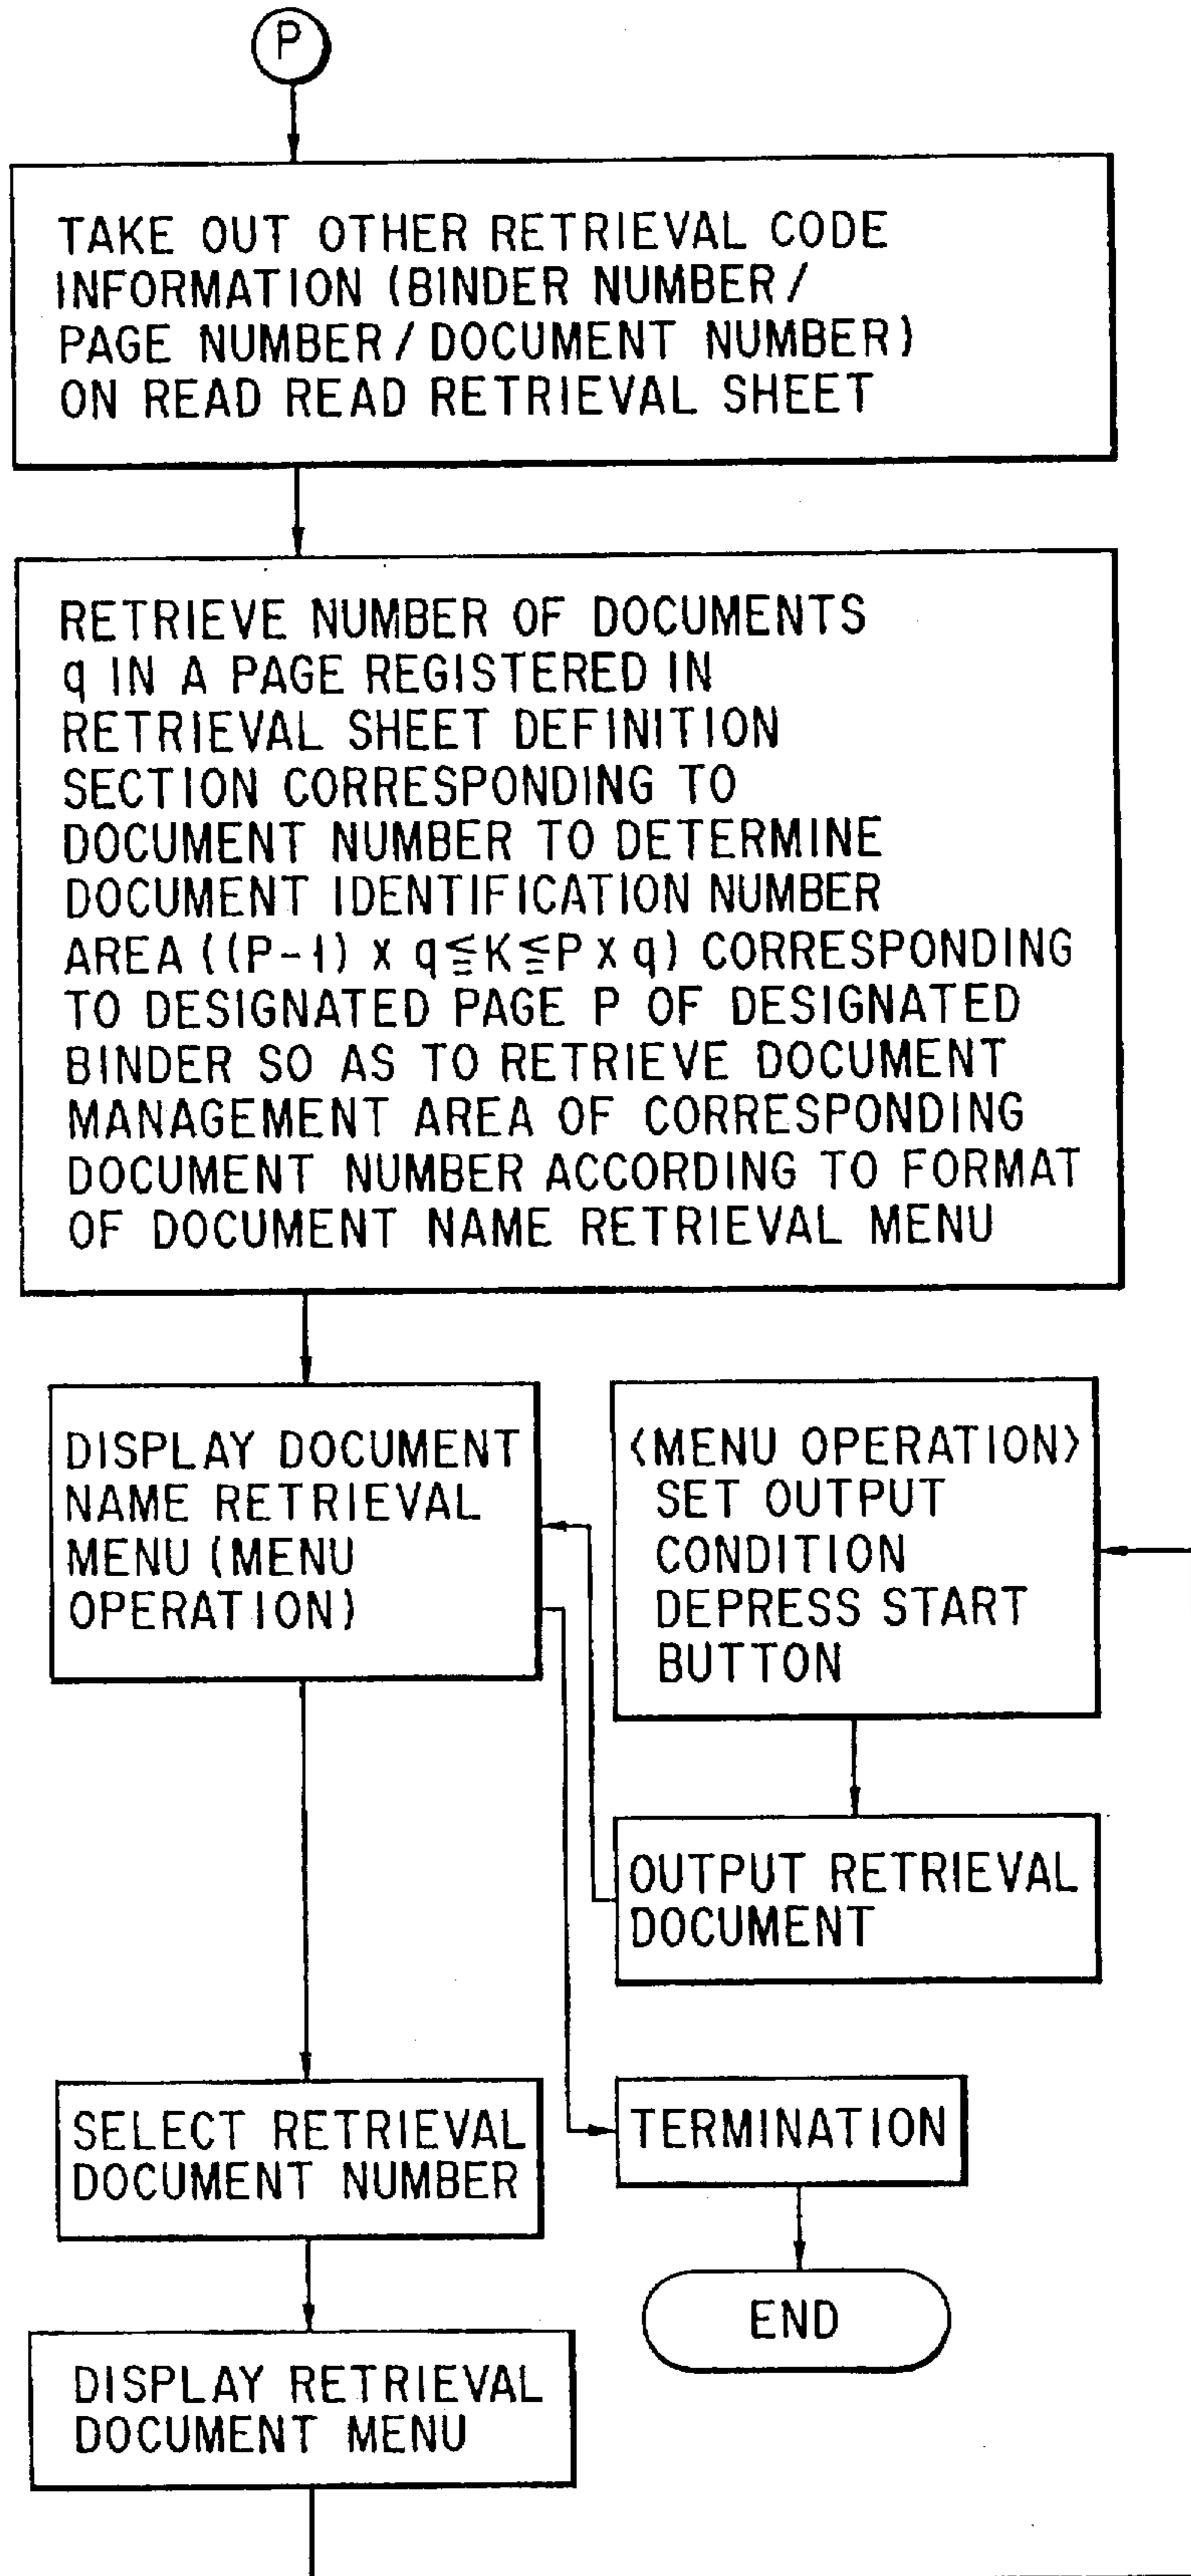 P
TAKE OUT OTHER RETRIEVAL CODE
INFORMATION (BINDER NUMBER/
PAGE NUMBER/DOCUMENT NUMBER)
ON READ READ RETRIEVAL SHEET
RETRIEVE NUMBER OF DOCUMENTS
q IN A PAGE REGISTERED IN
RETRIEVAL SHEET DEFINITION
SECTION CORRESPONDING TO
DOCUMENT NUMBER TO DETERMINE
DOCUMENT IDENTIFICATION NUMBER
AREA ((P-1) X q≦K≦P X q) CORRESPONDING
TO DESIGNATED PAGE P OF DESIGNATED
BINDER SO AS TO RETRIEVE DOCUMENT
MANAGEMENT AREA OF CORRESPONDING
DOCUMENT NUMBER ACCORDING TO FORMAT
OF DOCUMENT NAME RETRIEVAL MENU
DISPLAY DOCUMENT
NAME RETRIEVAL
MENU (MENU
OPERATION)
<MENU OPERATION>
SET OUTPUT
CONDITION
DEPRESS START
BUTTON
OUTPUT RETRIEVAL
DOCUMENT
SELECT RETRIEVAL
DOCUMENT NUMBER
TERMINATION
END
DISPLAY RETRIEVAL
DOCUMENT MENU